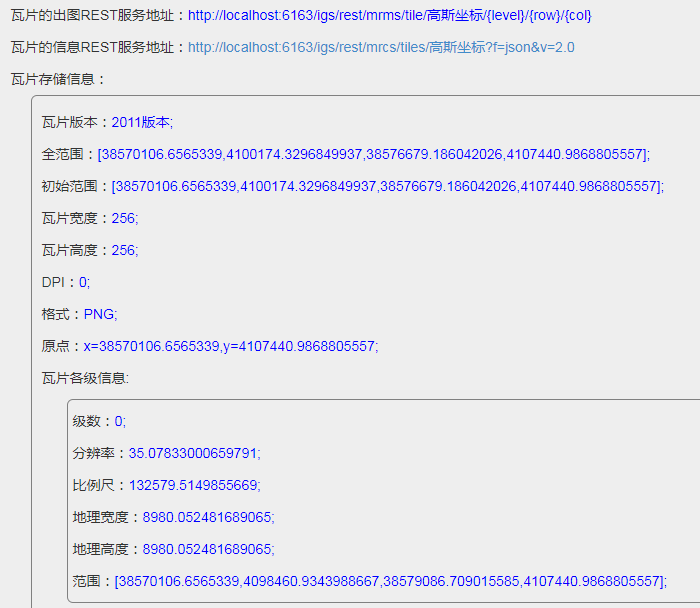 瓦片的出图REST服务地址：http://localhost:6163/igs/rest/mrms/tile/高斯坐标/{level}/{row}/{col}
瓦片的信息REST服务地址：http://localhost:6163/igs/rest/mrcs/tiles/高斯坐标?f=json&v=2.0
瓦片存储信息：
瓦片版本：2011版本;
全范围：[38570106.6565339,4100174.3296849937,38576679.186042026,4107440.9868805557];
初始范围：[38570106.6565339,4100174.3296849937,38576679.186042026,4107440.9868805557];
瓦片宽度：256;
瓦片高度：256;
DPI：0;
格式：PNG;
原点：x=38570106.6565339,y=4107440.9868805557;
瓦片各级信息:
级数：0;
分辨率：35.07833000659791;
比例尺：132579.5149855669;
地理宽度：8980.052481689065;
地理高度：8980.052481689065;
范围：[38570106.6565339,4098460.9343988667,38579086.709015585,4107440.9868805557];